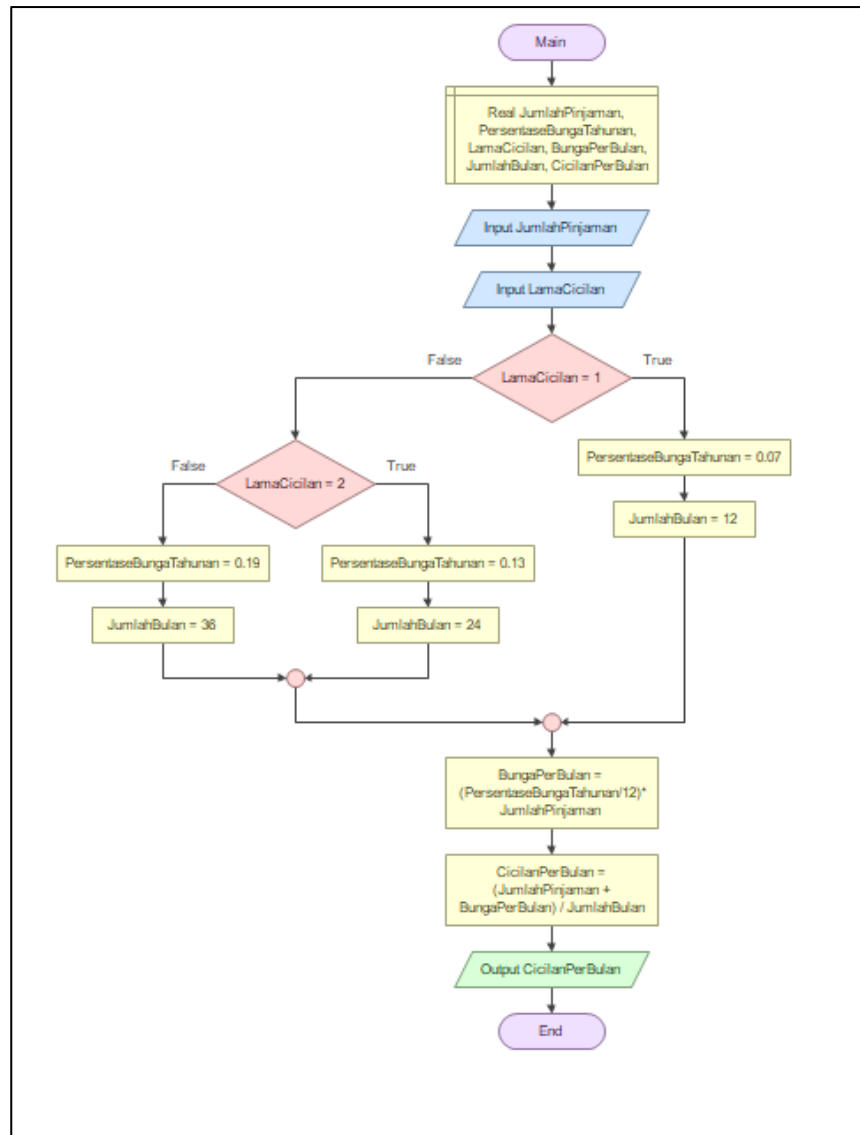 Main
Real JumlahPinjaman,
PersentaseBungaTahunan,
LamaCicilan, BungaPerBulan,
JumlahBulan, CicilanPerBulan
Input JumlahPinjaman
Input LamaCicilan
False
True
LamaCicilan = 1
PersentaseBungaTahunan = 0.07
False
True
LamaCicilan = 2
JumlahBulan = 12
PersentaseBungaTahunan = 0.19
PersentaseBungaTahunan = 0.13
JumlahBulan = 36
JumlahBulan = 24
BungaPerBulan =
(PersentaseBungaTahunan/12)*
JumlahPinjaman
CicilanPerBulan =
(JumlahPinjaman +
BungaPerBulan) / JumlahBulan
Output CicilanPerBulan
End